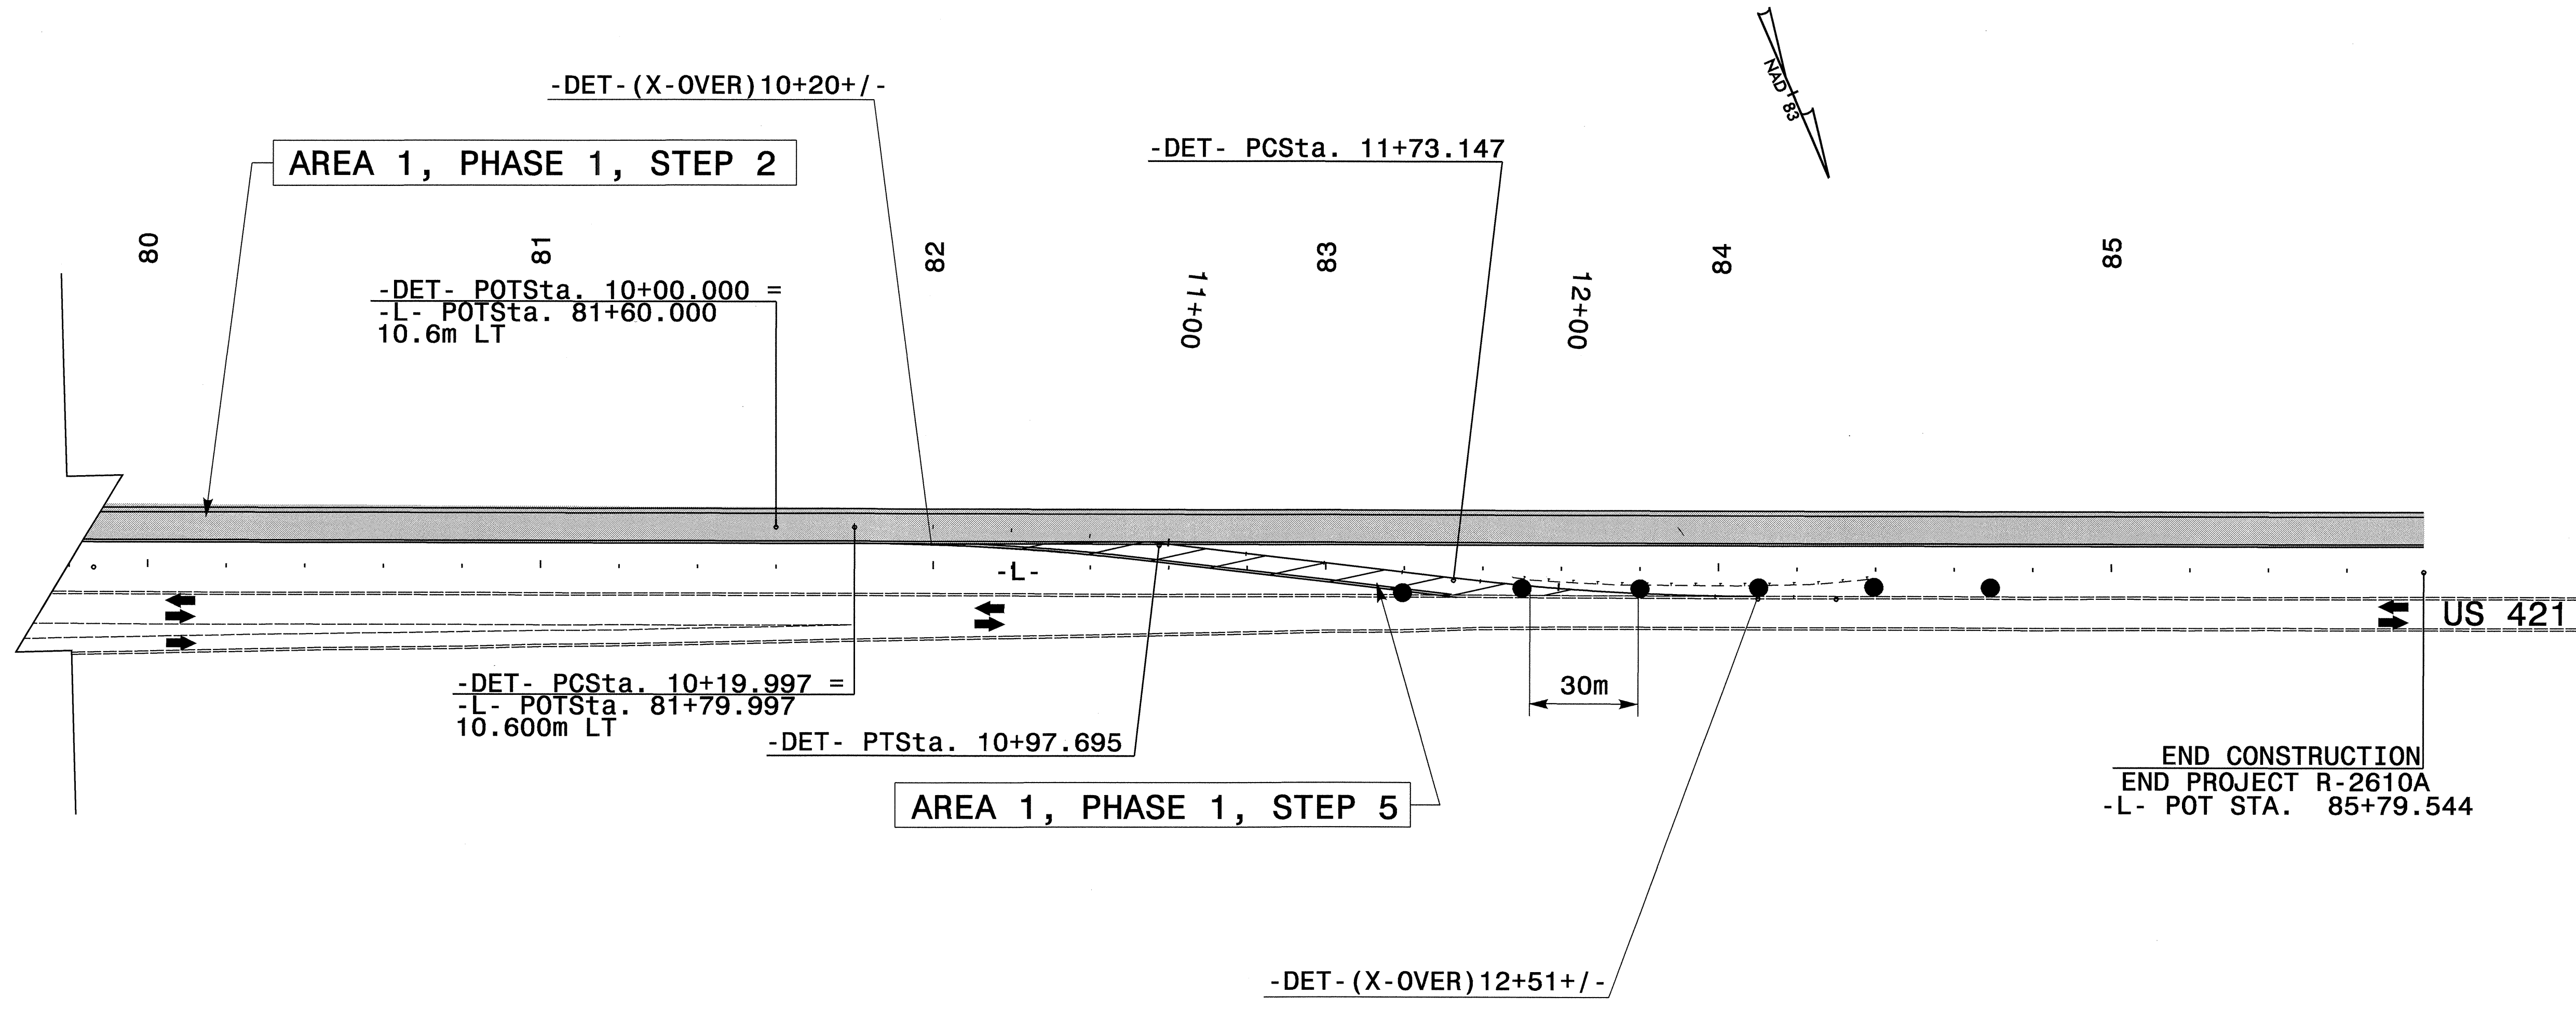 NAD 83
-DET-(X-OVER)10+20+/-
AREA 1, PHASE 1, STEP 2
-DET- PCSta. 11+73.147
80
81
82
83
84
85
11+00
12+00
-DET- POTSta. 10+00.000 =
-L- POTSta. 81+60.000
10.6m LT
-L-
US 421
-DET- PCSta. 10+19.997 =
-L- POTSta. 81+79.997
10.600m LT
-DET- PTSta. 10+97.695
30m
AREA 1, PHASE 1, STEP 5
END CONSTRUCTION
END PROJECT R-2610A
-L- POT STA. 85+79.544
-DET-(X-OVER)12+51+/-